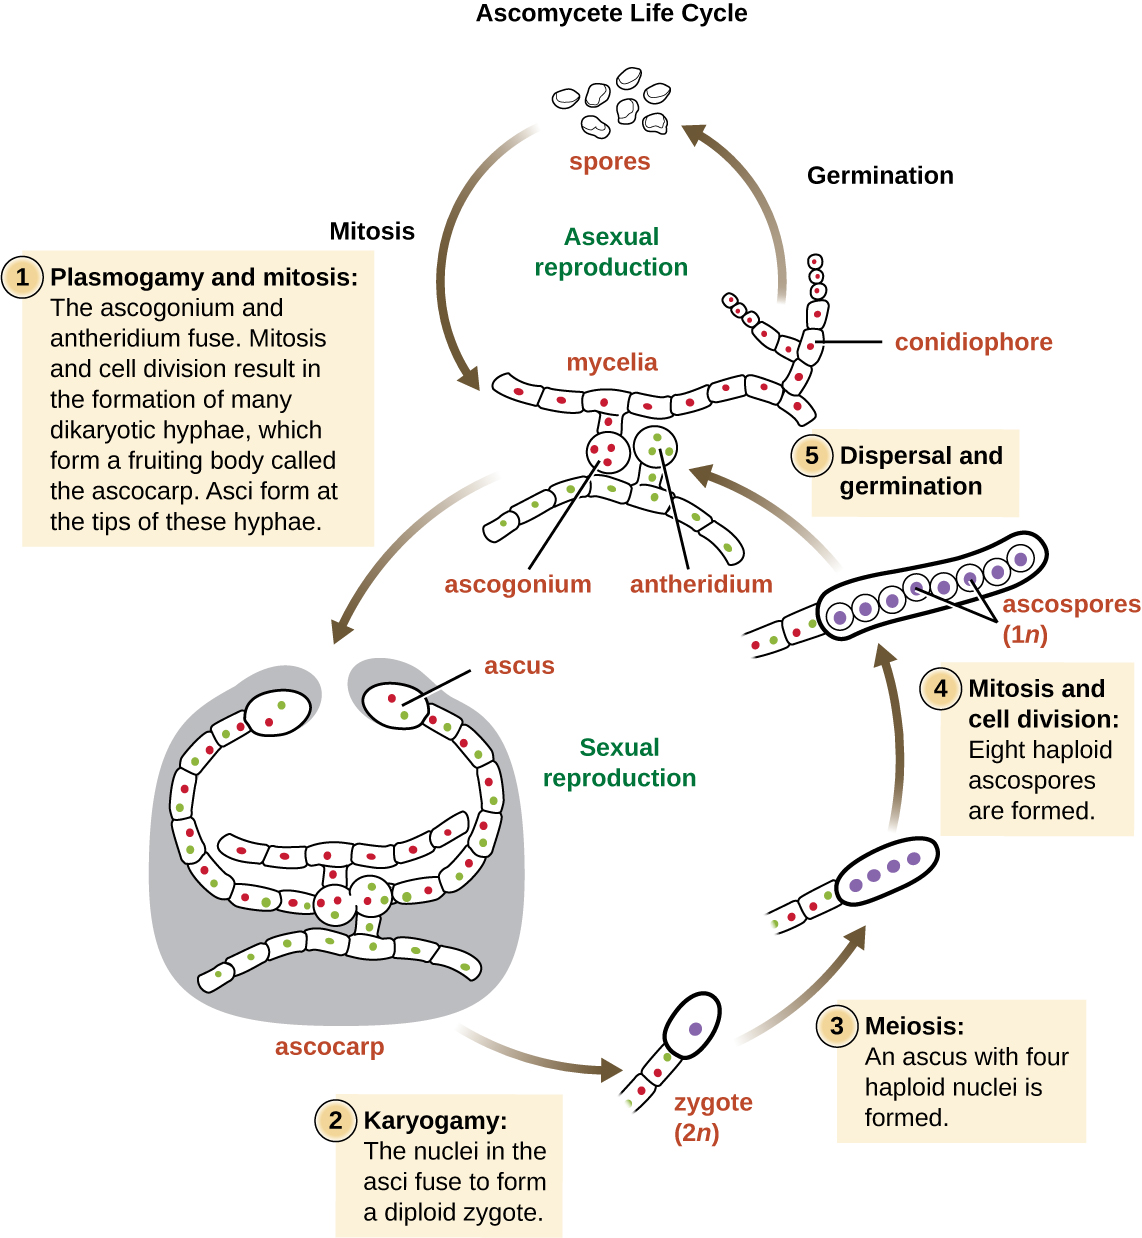 Ascomycete Life Cycle
spores
Germination
Mitosis
Asexual
reproduction
1 Plasmogamy and mitosis:
The ascogonium and
antheridium fuse. Mitosis
and cell division result in
the formation of many
dikaryotic hyphae, which
form a fruiting body called
the ascocarp. Asci form at
the tips of these hyphae.
conidiophore
mycelia
5 Dispersal and
germination
ascogonium
antheridium
ascospores
(1n)
ascus
4 Mitosis and
cell division:
Eight haploid
ascospores
are formed.
Sexual
reproduction
ascocarp
3 Meiosis:
An ascus with four
haploid nuclei is
formed.
zygote
(2n)
2 Karyogamy:
The nuclei in the
asci fuse to form
a diploid zygote.